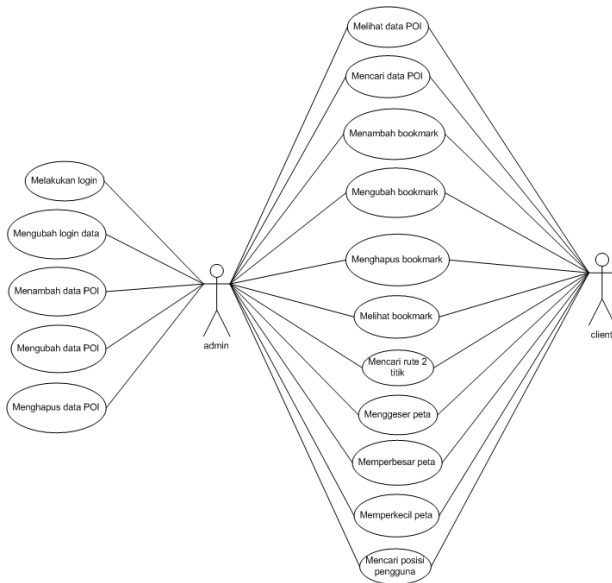 Melihat data POI
Mencari data POI
Menambah bookmark
Mengubah bookmark
Menghapus bookmark
Melihat bookmark
Mencari rute 2
titik
Menggeser peta
Memperbesar peta
Memperkecil peta
Mencari posisi
pengguna
Melakukan login
Mengubah login data
Menambah data POI
Mengubah data POI
Menghapus data POI
admin
client